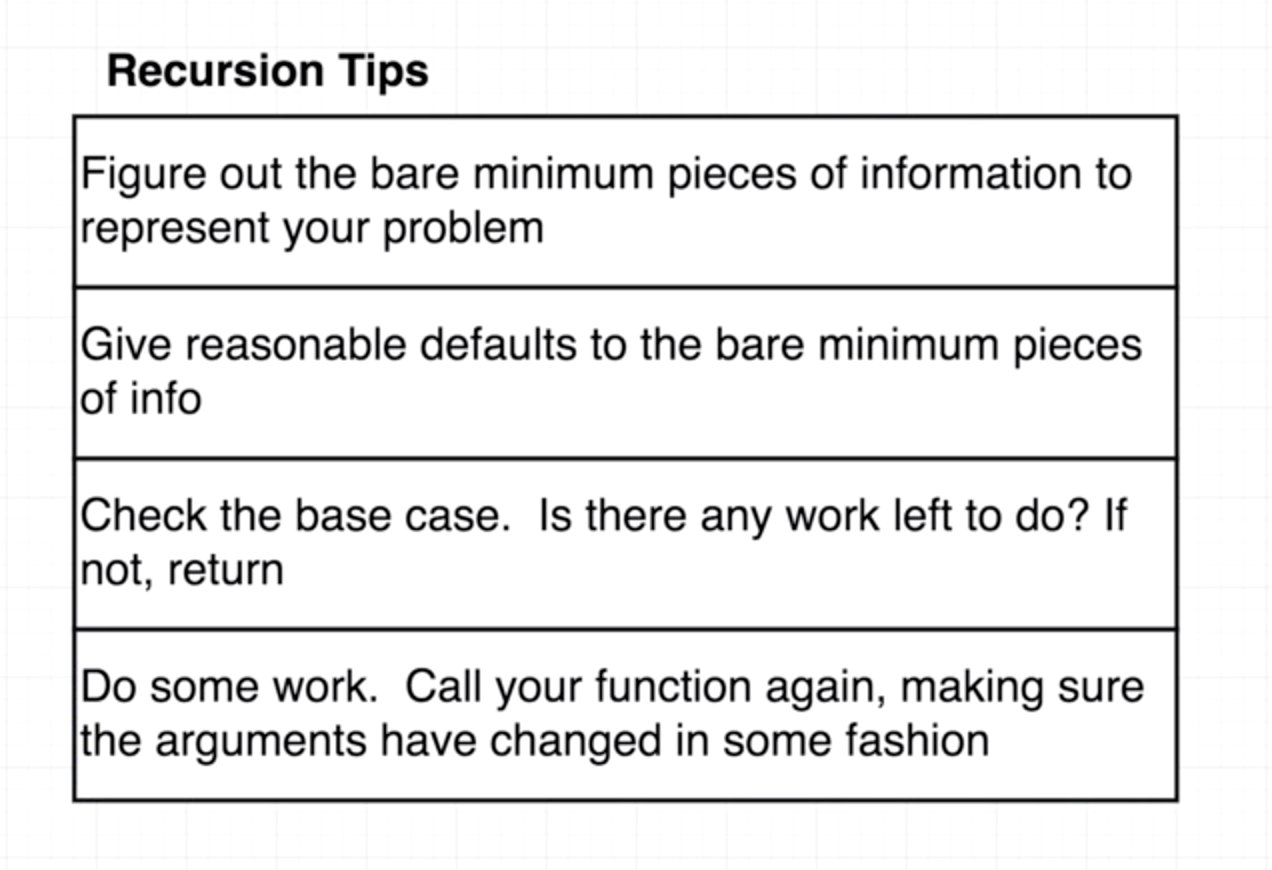 Recursion Tips
Figure out the bare minimum pieces of information to
represent your problem
Give reasonable defaults to the bare minimum pieces
of info
Check the base case.  Is there any work left to do? If
not, return
Do some work.  Call your function again, making sure
the arguments have changed in some fashion